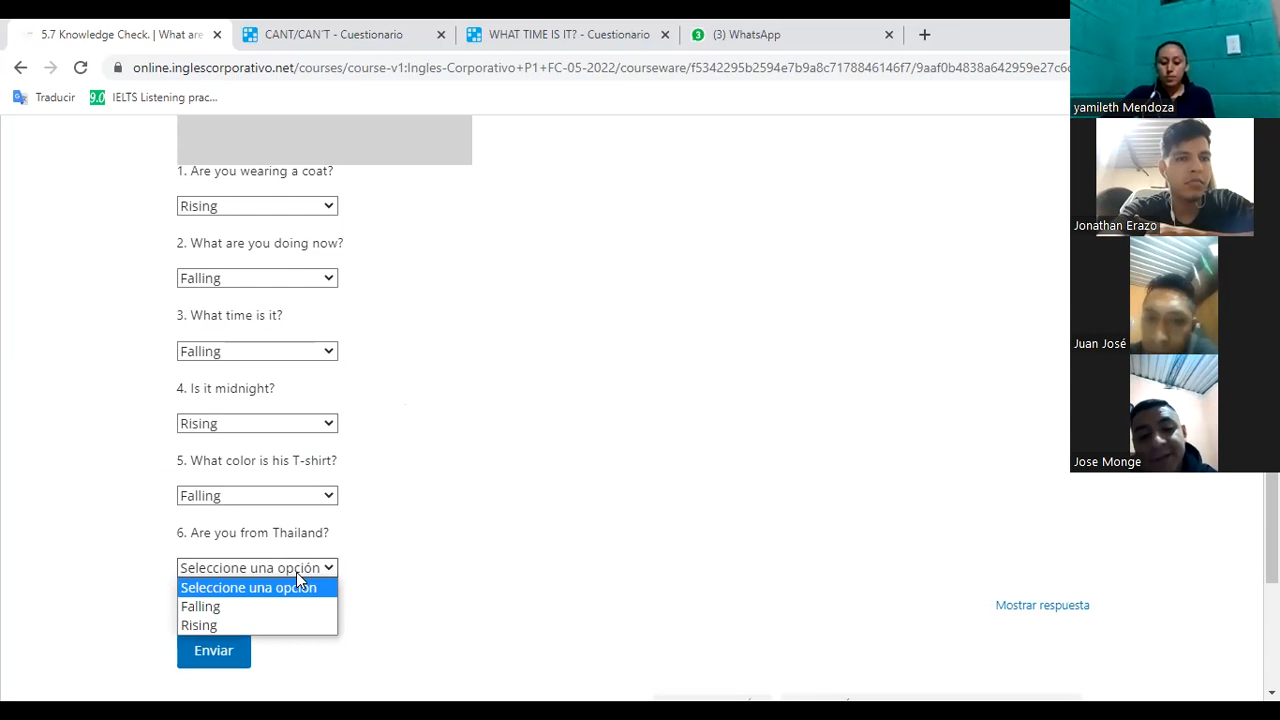 5.7 Knowledge Check. | What are
CANT/CAN'T - Cuestionario
WHAT TIME IS IT? - Cuestionario
3
(3) WhatsApp
online.inglescorporativo.net/courses/course-v1:Ingles-Corporativo+P1+FC-05-2022/courseware/f5342295b2594e7b9a8c7178846146f7/9aaf0b4838a642959e27c6c
Traducir
9.0
IELTS Listening prac...
yamileth Mendoza
Jonathan Erazo
Juan José
Jose Monge
1. Are you wearing a coat?
Rising
2. What are you doing now?
Falling
3. What time is it?
Falling
4. Is it midnight?
Rising
5. What color is his T-shirt?
Falling
6. Are you from Thailand?
Seleccione una opción
Seleccione una opción
Falling
Rising
Mostrar respuesta
Enviar